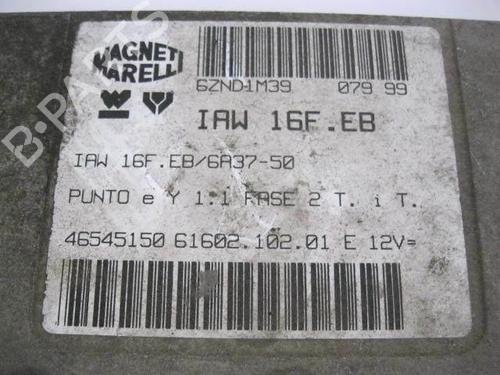 MAGNETI
MARELLI
6ZND1M39 079 99
IAW 16F.EB
IAW 16F.EB/6A37-50
PUNTO e Y 1.1 FASE 2 T. i T.
46545150 61602.102.01 E 12V=
B-PARTS